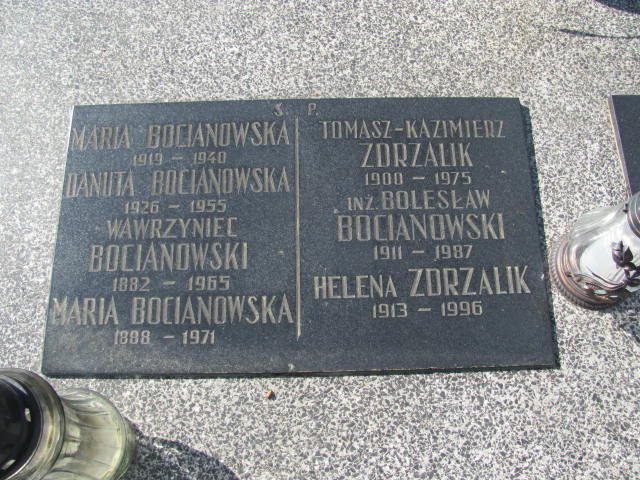 Ś. P.
MARIA BOCIANOWSKA
1919 - 1940
DANUTA BOCIANOWSKA
1926 - 1955
WAWRZYNIEC
BOCIANOWSKI
1882 - 1965
MARIA BOCIANOWSKA
1888 - 1971
TOMASZ-KAZIMIERZ
ZDRZALIK
1900 - 1975
INŻ. BOLESŁAW
BOCIANOWSKI
1911 - 1987
HELENA ZDRZALIK
1913 - 1996